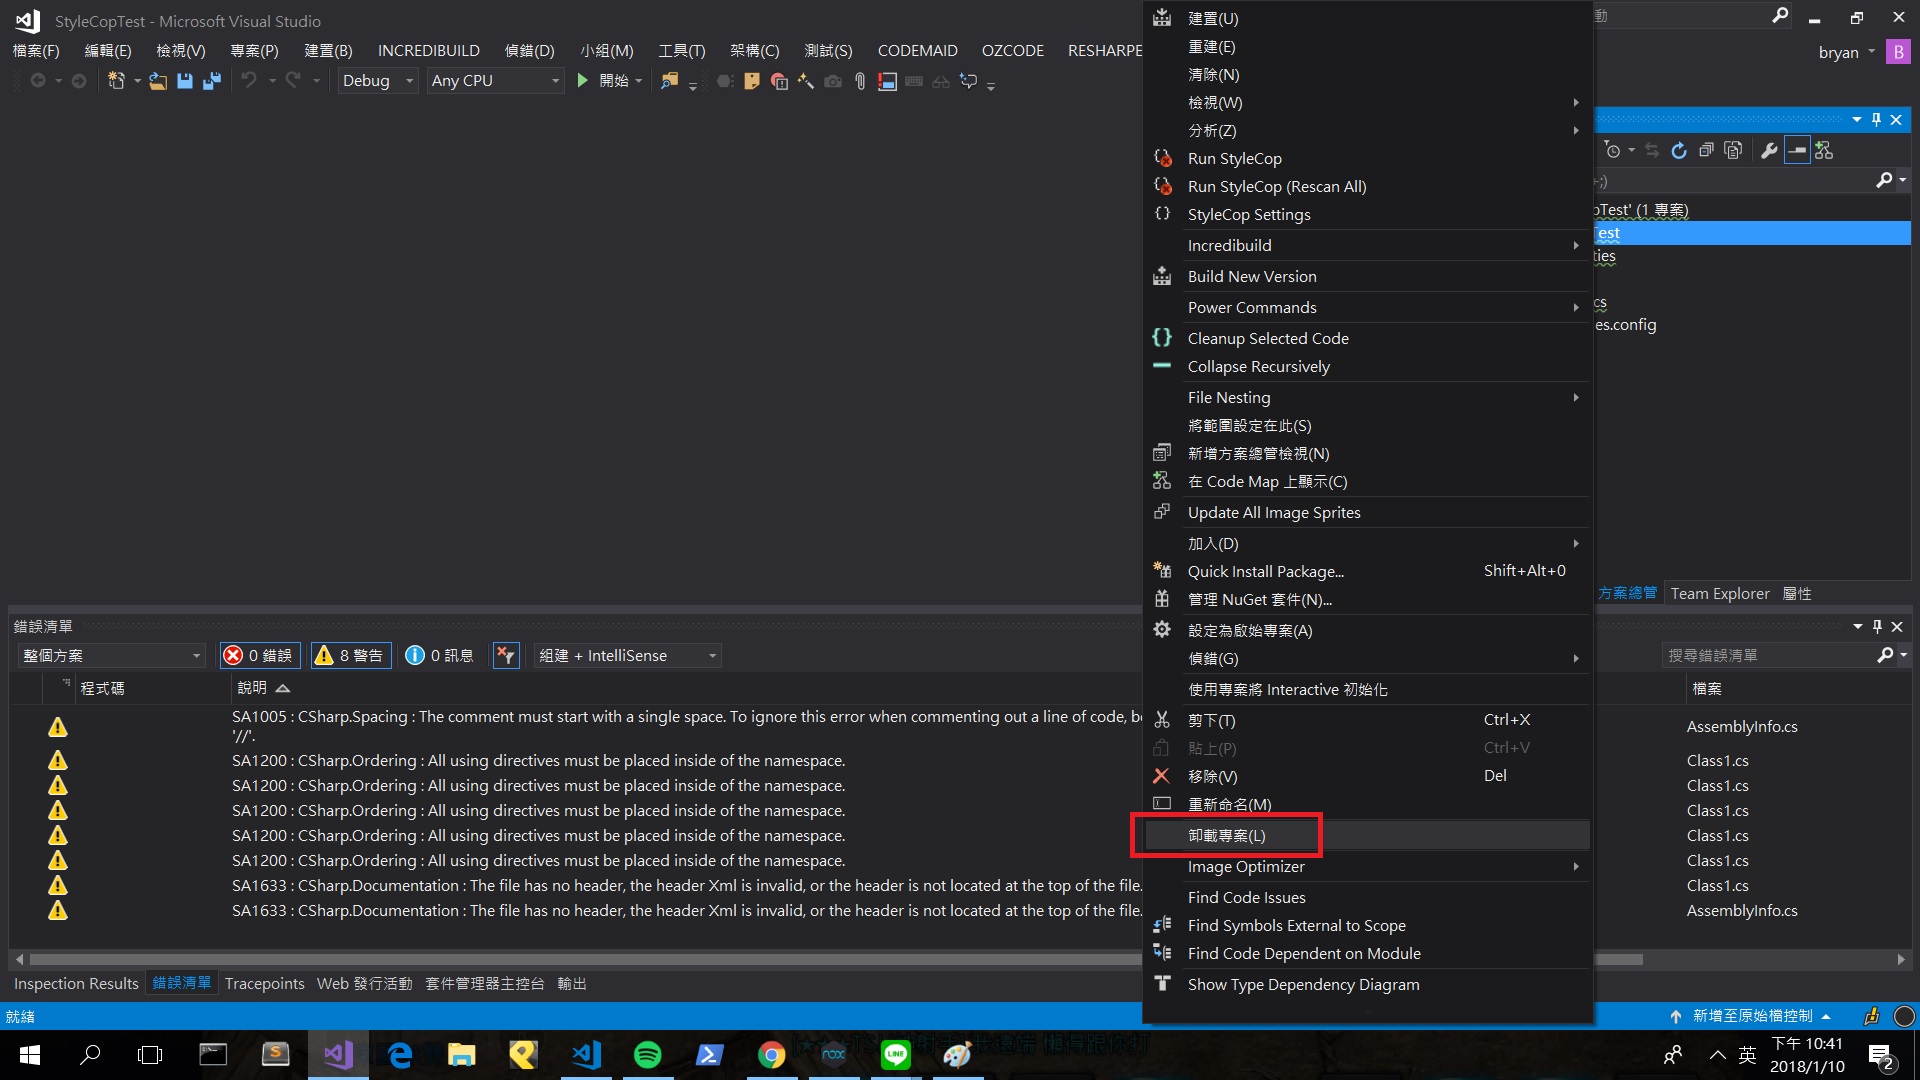 StyleCopTest - Microsoft Visual Studio
檔案(F) 編輯(E) 檢視(V) 專案(P) 建置(B) INCREDIBUILD 偵錯(D) 小組(M) 工具(T) 架構(C) 測試(S) CODEMAID OZCODE RESHARPE
動
bryan B
Debug Any CPU 開始
建置(U)
重建(E)
清除(N)
檢視(W)
分析(Z)
Run StyleCop
Run StyleCop (Rescan All)
StyleCop Settings
Incredibuild
Build New Version
Power Commands
Cleanup Selected Code
Collapse Recursively
File Nesting
將範圍設定在此(S)
新增方案總管檢視(N)
在 Code Map 上顯示(C)
Update All Image Sprites
加入(D)
Quick Install Package... Shift+Alt+0
管理 NuGet 套件(N)...
設定為啟始專案(A)
偵錯(G)
使用專案將 Interactive 初始化
剪下(T) Ctrl+X
貼上(P) Ctrl+V
移除(V) Del
重新命名(M)
卸載專案(L)
Image Optimizer
Find Code Issues
Find Symbols External to Scope
Find Code Dependent on Module
Show Type Dependency Diagram
+;)
pTest' (1 專案)
Test
ties
cs
es.config
方案總管 Team Explorer 屬性
錯誤清單
整個方案 0 錯誤 8 警告 0 訊息 組建 + IntelliSense 搜尋錯誤清單
程式碼 說明 檔案
SA1005 : CSharp.Spacing : The comment must start with a single space. To ignore this error when commenting out a line of code, be
'//'. AssemblyInfo.cs
SA1200 : CSharp.Ordering : All using directives must be placed inside of the namespace. Class1.cs
SA1200 : CSharp.Ordering : All using directives must be placed inside of the namespace. Class1.cs
SA1200 : CSharp.Ordering : All using directives must be placed inside of the namespace. Class1.cs
SA1200 : CSharp.Ordering : All using directives must be placed inside of the namespace. Class1.cs
SA1200 : CSharp.Ordering : All using directives must be placed inside of the namespace. Class1.cs
SA1633 : CSharp.Documentation : The file has no header, the header Xml is invalid, or the header is not located at the top of the file. Class1.cs
SA1633 : CSharp.Documentation : The file has no header, the header Xml is invalid, or the header is not located at the top of the file. AssemblyInfo.cs
Inspection Results 錯誤清單 Tracepoints Web 發行活動 套件管理器主控台 輸出
就緒 新增至原始檔控制
nox LINE 英 下午 10:41
2018/1/10 2